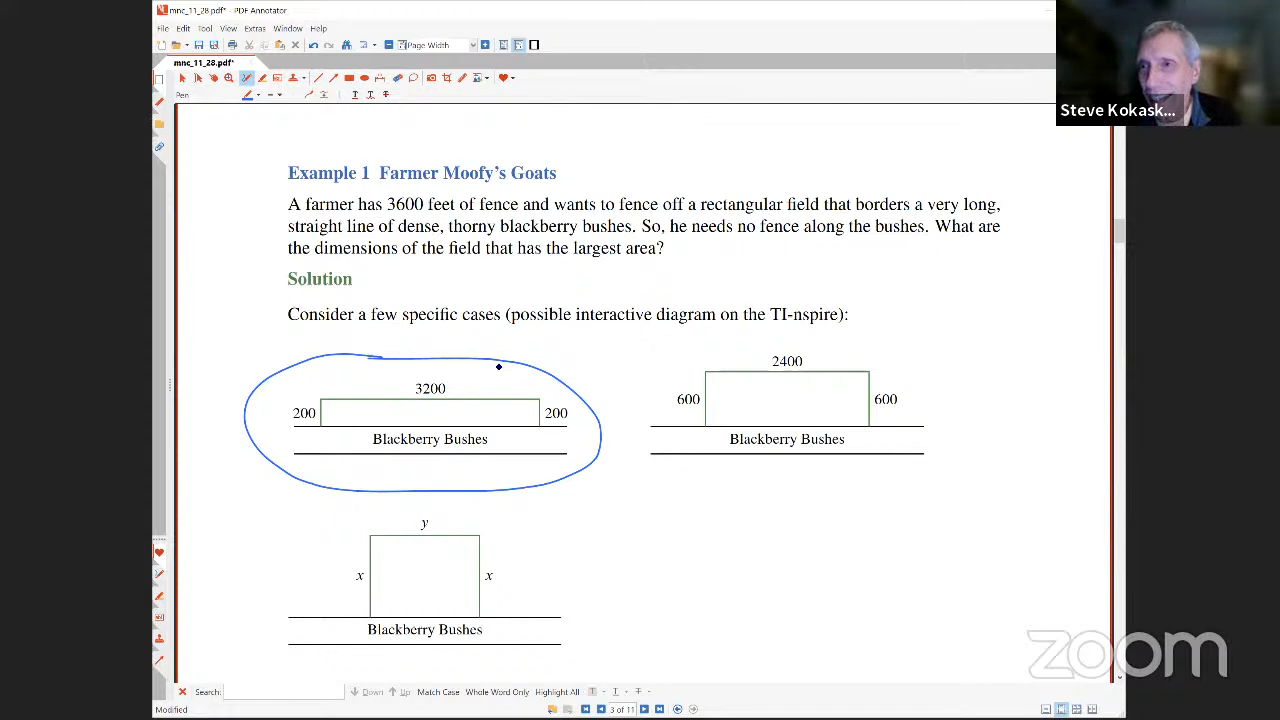 mnc_11_28.pdf* - PDF Annotator
File Edit Tool View Extras Window Help
Page Width
mnc_11_28.pdf*
Pen
Steve Kokask...
Example 1 Farmer Moofy's Goats
A farmer has 3600 feet of fence and wants to fence off a rectangular field that borders a very long,
straight line of dense, thorny blackberry bushes. So, he needs no fence along the bushes. What are
the dimensions of the field that has the largest area?
Solution
Consider a few specific cases (possible interactive diagram on the TI-nspire):
3200
200 200
Blackberry Bushes
2400
600 600
Blackberry Bushes
y
x x
Blackberry Bushes
zoom
Search: Down Up Match Case Whole Word Only Highlight All
Modified 3 of 11